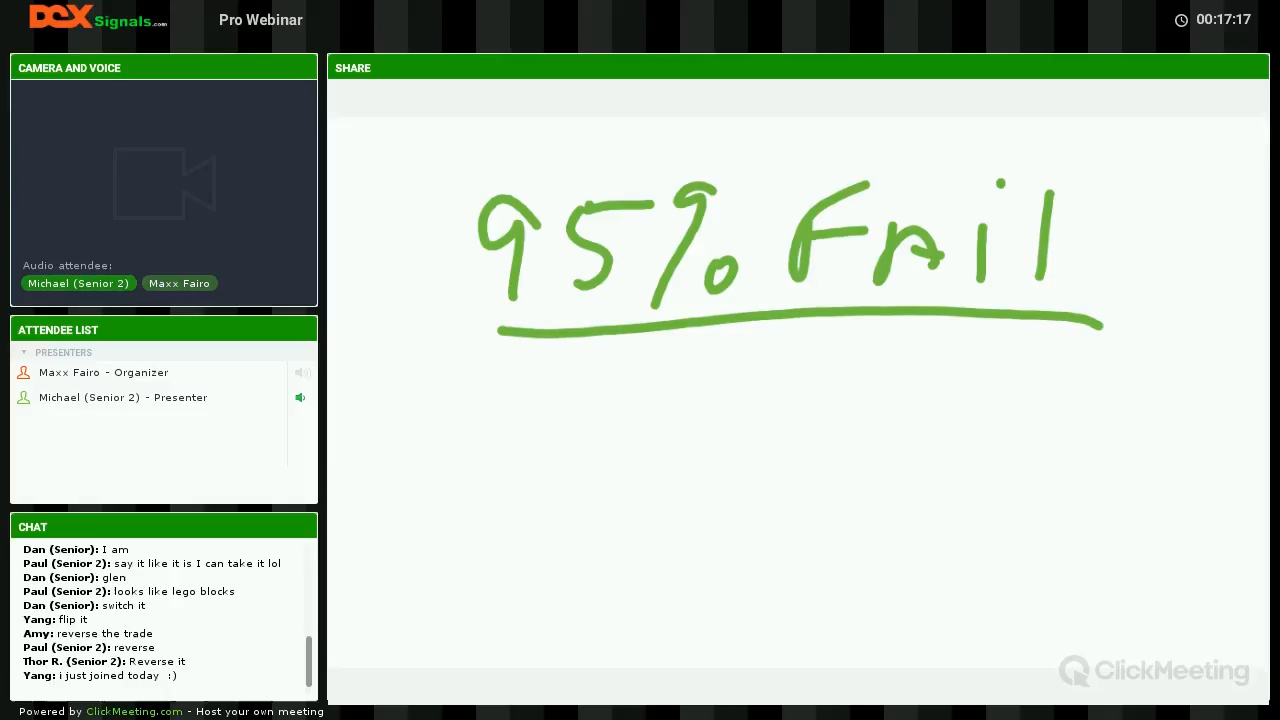 DCX Signals.com
Pro Webinar
00:17:17
CAMERA AND VOICE
Audio attendee:
Michael (Senior 2)
Maxx Fairo
ATTENDEE LIST
PRESENTERS
Maxx Fairo - Organizer
Michael (Senior 2) - Presenter
CHAT
Dan (Senior): I am
Paul (Senior 2): say it like it is I can take it lol
Dan (Senior): glen
Paul (Senior 2): looks like lego blocks
Dan (Senior): switch it
Yang: flip it
Amy: reverse the trade
Paul (Senior 2): reverse
Thor R. (Senior 2): Reverse it
Yang: i just joined today :)
Powered by ClickMeeting.com - Host your own meeting
SHARE
95% FAil
ClickMeeting